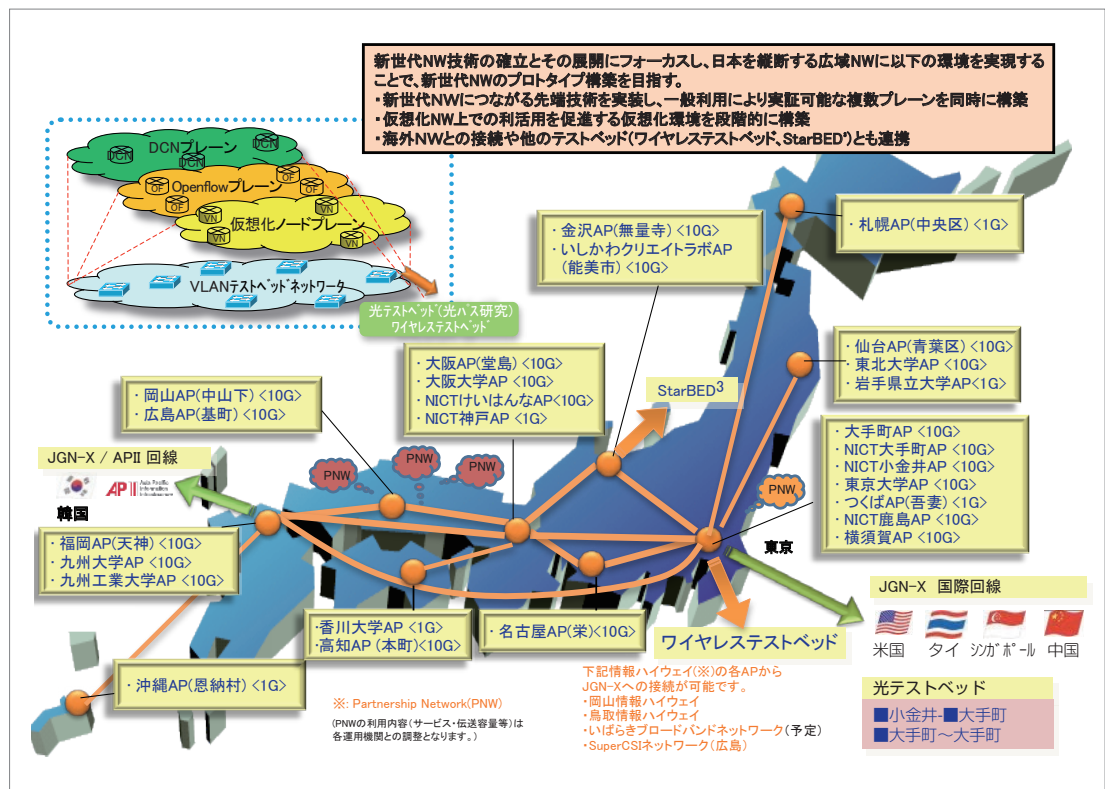 新世代NW技術の確立とその展開にフォーカスし、日本を縦断する広域NWに以下の環境を実現する
ことで、新世代NWのプロトタイプ構築を目指す。
・新世代NWにつながる先端技術を実装し、一般利用により実証可能な複数プレーンを同時に構築
・仮想化NW上での利活用を促進する仮想化環境を段階的に構築
・海外NWとの接続や他のテストベッド(ワイヤレステストベッド、StarBED³)とも連携
DCNプレーン
DCN
DCN
DCN
Openflowプレーン
OF
OF
OF
OF
仮想化ノードプレーン
VN
VN
VN
VN
VLANテストベッドネットワーク
光テストベッド(光パス研究)
ワイヤレステストベッド
・金沢AP(無量寺) <10G>
・いしかわクリエイトラボAP
(能美市) <10G>
・札幌AP(中央区) <1G>
・仙台AP(青葉区) <10G>
・東北大学AP <10G>
・岩手県立大学AP<1G>
・大阪AP(堂島) <10G>
・大阪大学AP <10G>
・NICTけいはんなAP<10G>
・NICT神戸AP <1G>
StarBED3
・岡山AP(中山下) <10G>
・広島AP(基町) <10G>
・大手町AP <10G>
・NICT大手町AP <10G>
・NICT小金井AP <10G>
・東京大学AP <10G>
・つくばAP(吾妻) <1G>
・NICT鹿島AP <10G>
・横須賀AP <10G>
JGN-X / APII 回線
APII Asia Pacific
Information
Infrastructure
韓国
PNW
PNW
PNW
PNW
東京
・福岡AP(天神) <10G>
・九州大学AP <10G>
・九州工業大学AP <10G>
JGN-X 国際回線
米国 タイ シンガポール 中国
・香川大学AP <1G>
・高知AP (本町)<10G>
・名古屋AP(栄)<10G>
ワイヤレステストベッド
・沖縄AP(恩納村) <1G>
※: Partnership Network(PNW)
(PNWの利用内容(サービス・伝送容量等)は
各運用機関との調整となります。)
下記情報ハイウェイ(※)の各APから
JGN-Xへの接続が可能です。
・岡山情報ハイウェイ
・鳥取情報ハイウェイ
・いばらきブロードバンドネットワーク(予定)
・SuperCSIネットワーク(広島)
光テストベッド
■小金井-■大手町
■大手町～大手町